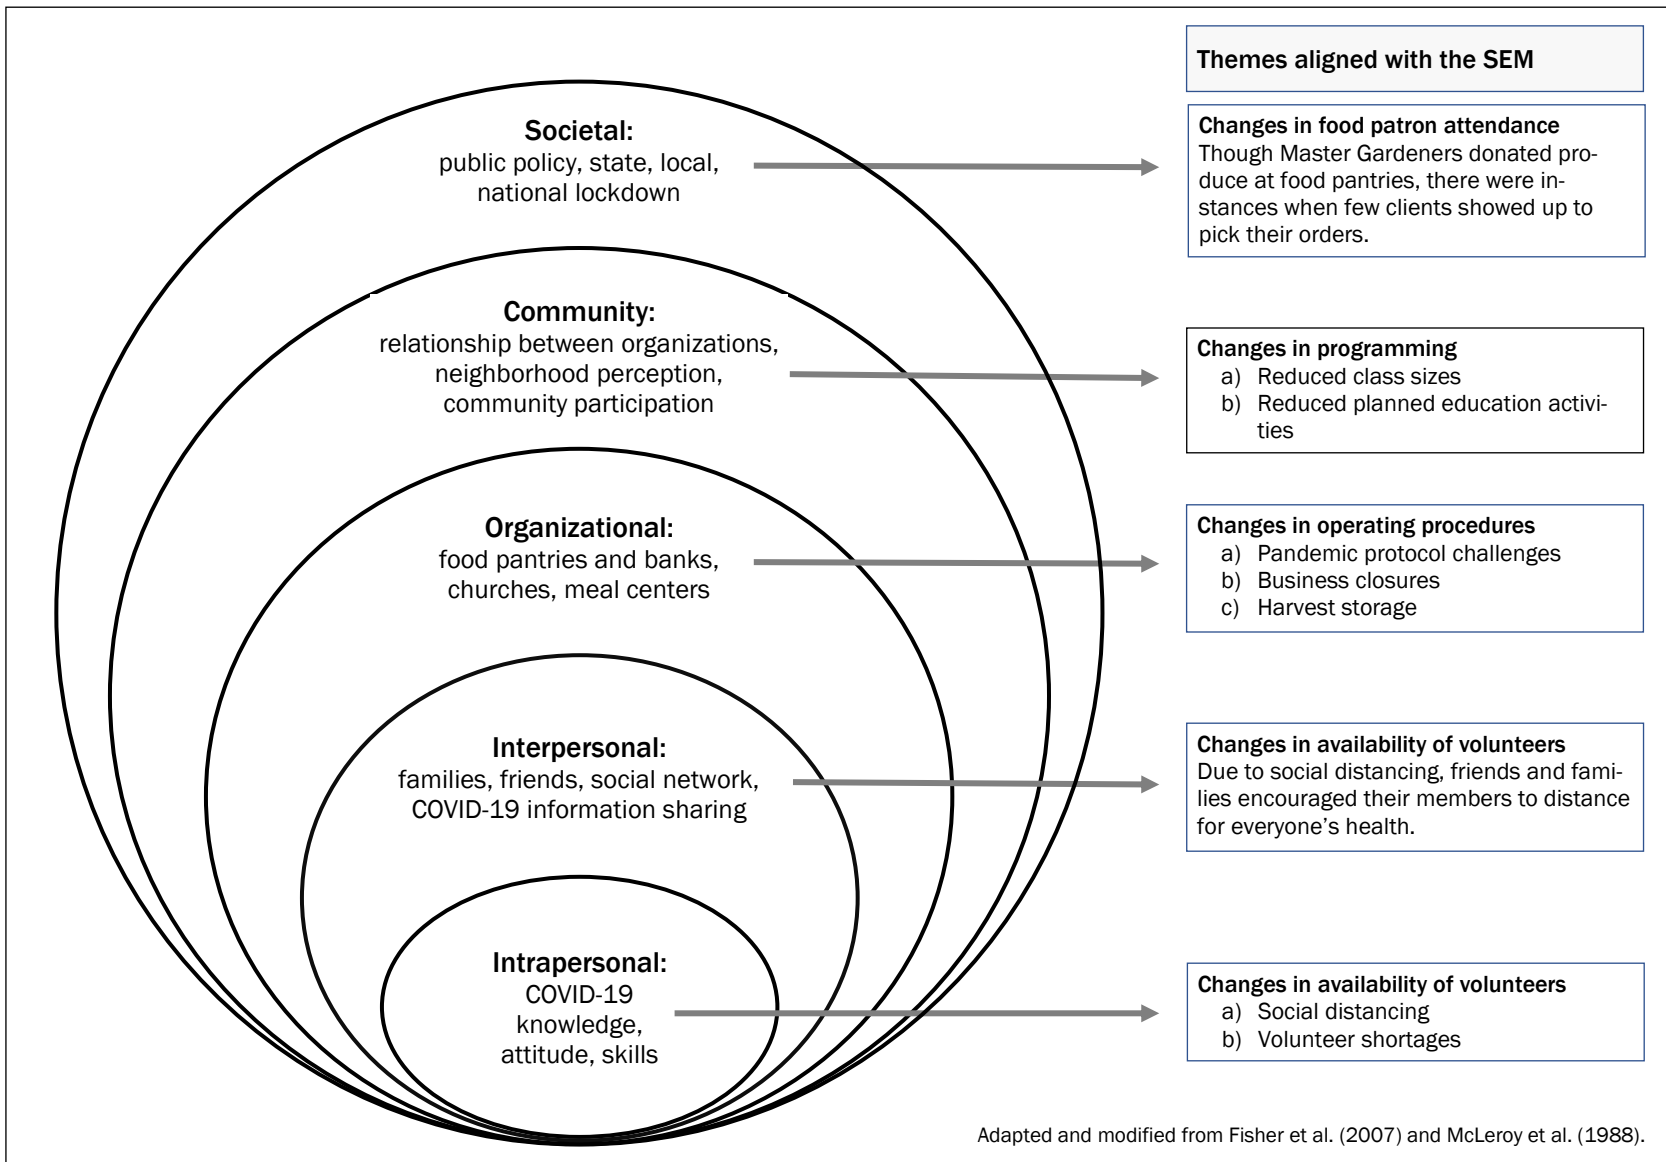 Themes aligned with the SEM
Societal:
public policy, state, local,
national lockdown
Changes in food patron attendance
Though Master Gardeners donated pro-
duce at food pantries, there were in-
stances when few clients showed up to
pick their orders.
Community:
relationship between organizations,
neighborhood perception,
community participation
Changes in programming
a) Reduced class sizes
b) Reduced planned education activi-
ties
Organizational:
food pantries and banks,
churches, meal centers
Changes in operating procedures
a) Pandemic protocol challenges
b) Business closures
c) Harvest storage
Interpersonal:
families, friends, social network,
COVID-19 information sharing
Changes in availability of volunteers
Due to social distancing, friends and fami-
lies encouraged their members to distance
for everyone’s health.
Intrapersonal:
COVID-19
knowledge,
attitude, skills
Changes in availability of volunteers
a) Social distancing
b) Volunteer shortages
Adapted and modified from Fisher et al. (2007) and McLeroy et al. (1988).